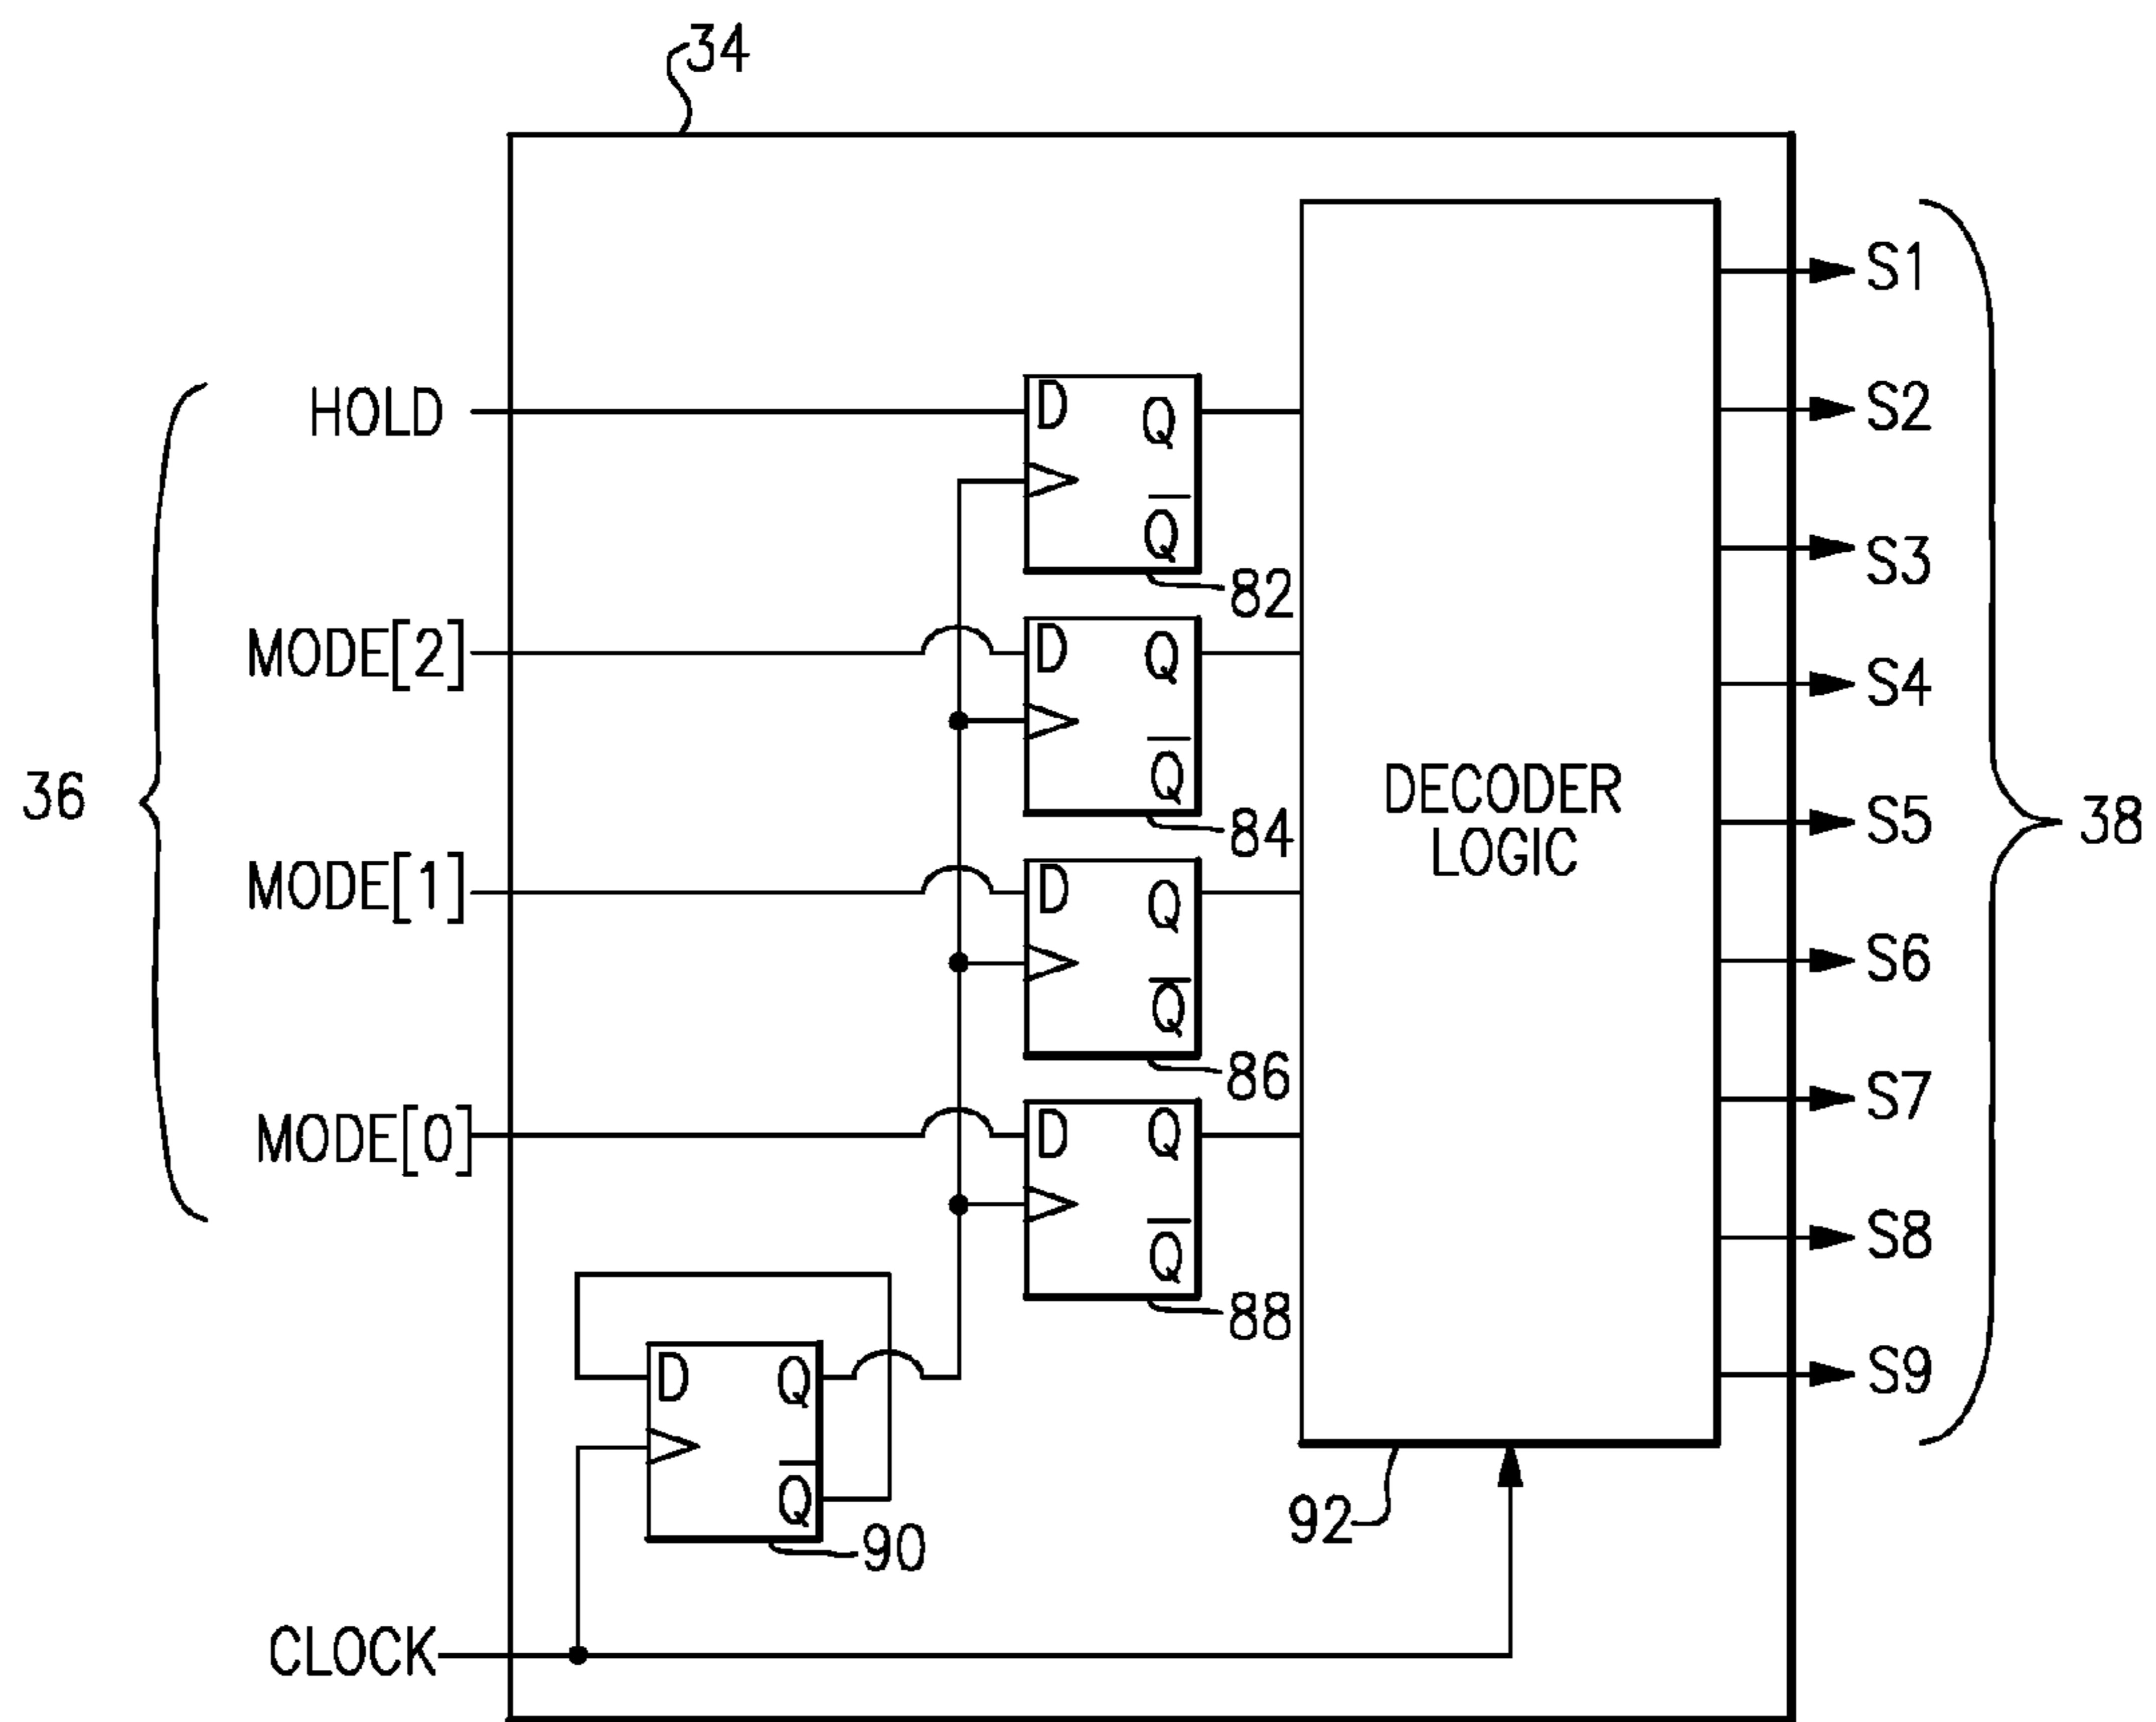 34
S1
HOLD
D
Q
S2
Q
82
S3
MODE[2]
D
Q
S4
Q
84
36
DECODER
LOGIC
S5
38
MODE[1]
D
Q
S6
Q
86
S7
MODE[0]
D
Q
S8
Q
88
D
Q
S9
Q
90
92
CLOCK